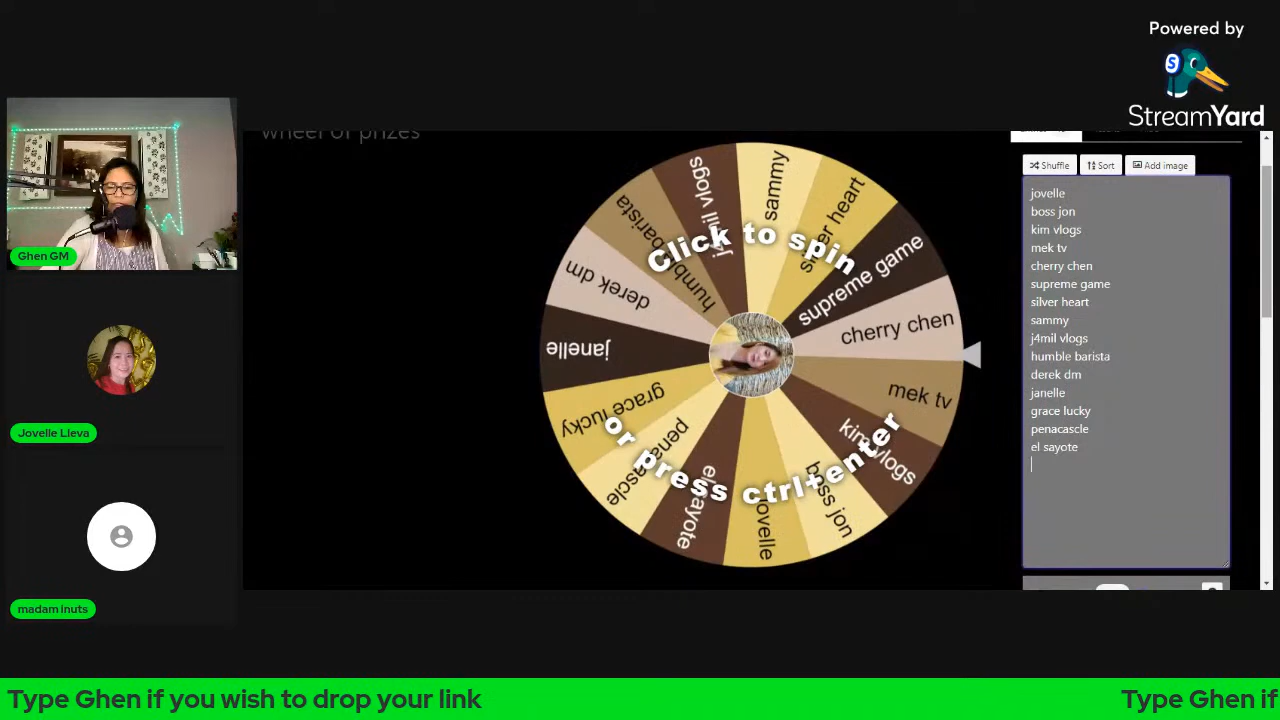 Powered by
S
StreamYard
wheel of prizes
Shuffle
Sort
Add image
Ghen GM
Jovelle Lleva
madam inuts
Click to spin
or press ctrl+enter
sammy
silver heart
supreme game
cherry chen
mek tv
kim vlogs
boss jon
jovelle
el sayote
penacascle
grace lucky
janelle
derek dm
humble barista
j4mil vlogs
jovelle
boss jon
kim vlogs
mek tv
cherry chen
supreme game
silver heart
sammy
j4mil vlogs
humble barista
derek dm
janelle
grace lucky
penacascle
el sayote
Type Ghen if you wish to drop your link
Type Ghen if